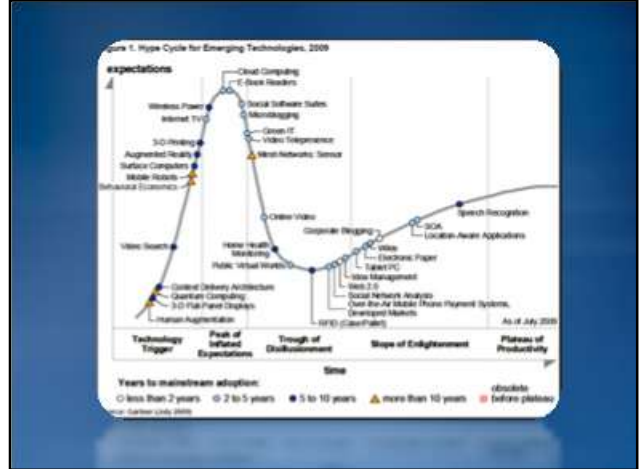 gure 1. Hype Cycle for Emerging Technologies, 2009
expectations
Cloud Computing
E-Book Readers
Wireless Power
Social Software Suites
Internet TV
Microblogging
Green IT
3-D Printing
Video Telepresence
Augmented Reality
Mesh Networks: Sensor
Surface Computers
Mobile Robots
Behavioral Economics
Online Video
Speech Recognition
Corporate Blogging
SOA
Location-Aware Applications
Video Search
Home Health
Monitoring
Wikis
Electronic Paper
Public Virtual Worlds
Tablet PC
Idea Management
Web 2.0
Context Delivery Architecture
Social Network Analysis
Quantum Computing
Over-the-Air Mobile Phone Payment Systems,
3-D Flat-Panel Displays
Developed Markets
Human Augmentation
RFID (Case/Pallet)
As of July 2009
Technology
Trigger
Peak of
Inflated
Expectations
Trough of
Disillusionment
Slope of Enlightenment
Plateau of
Productivity
time
Years to mainstream adoption:
less than 2 years
2 to 5 years
5 to 10 years
more than 10 years
obsolete
before plateau
Gartner (July 2009)